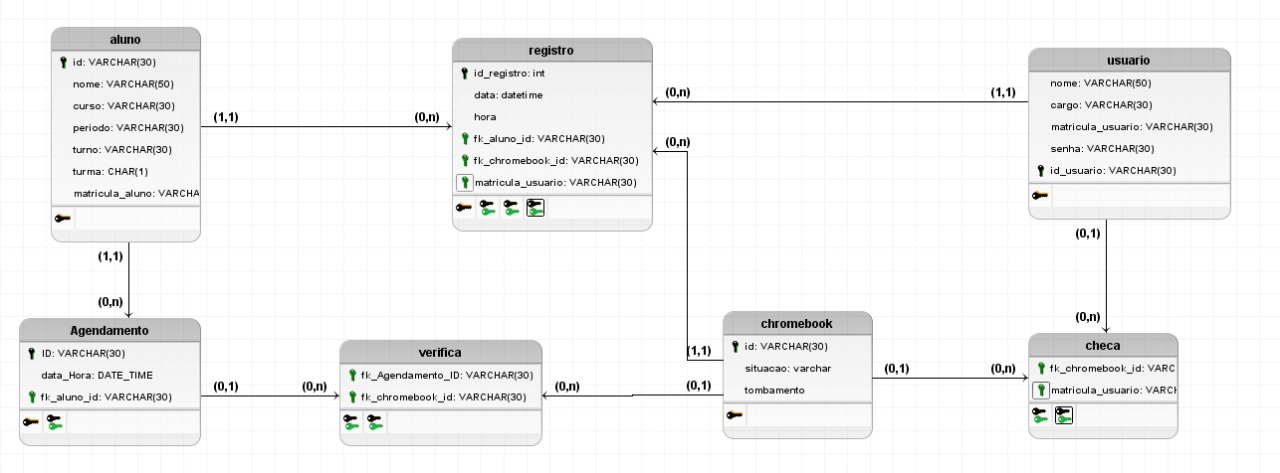 aluno
id: VARCHAR(30)
nome: VARCHAR(50)
curso: VARCHAR(30)
periodo: VARCHAR(30)
turno: VARCHAR(30)
turma: CHAR(1)
matricula_aluno: VARCHA
(1,1)
(0,n)
(1,1)
(0,n)
registro
id_registro: int
data: datetime
hora
fk_aluno_id: VARCHAR(30)
fk_chromebook_id: VARCHAR(30)
matricula_usuario: VARCHAR(30)
(0,n)
(1,1)
(0,n)
usuario
nome: VARCHAR(50)
cargo: VARCHAR(30)
matricula_usuario: VARCHAR(30)
senha: VARCHAR(30)
id_usuario: VARCHAR(30)
(0,1)
(0,n)
Agendamento
ID: VARCHAR(30)
data_Hora: DATE_TIME
fk_aluno_id: VARCHAR(30)
(0,1)
(0,n)
verifica
fk_Agendamento_ID: VARCHAR(30)
fk_chromebook_id: VARCHAR(30)
(0,n)
(0,1)
(1,1)
chromebook
id: VARCHAR(30)
situacao: varchar
tombamento
(0,1)
(0,n)
checa
fk_chromebook_id: VARC
matricula_usuario: VARCH